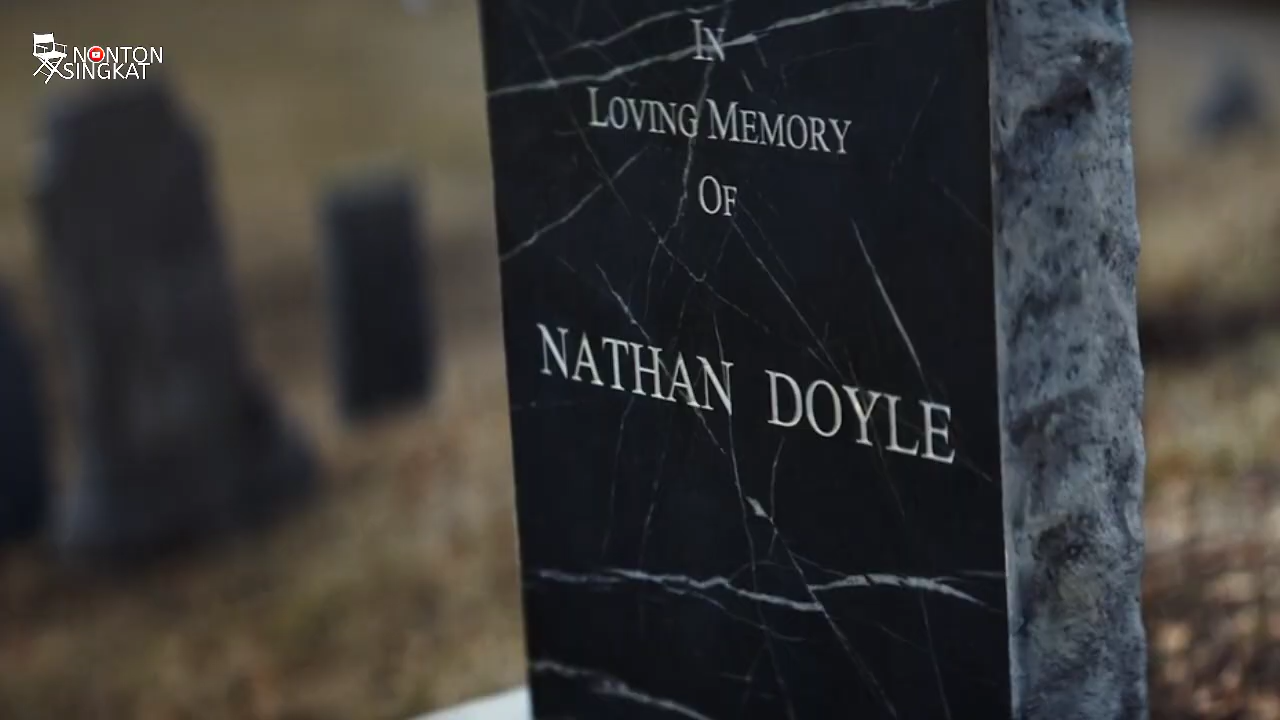 NONTON
SINGKAT
IN
LOVING MEMORY
OF
NATHAN DOYLE